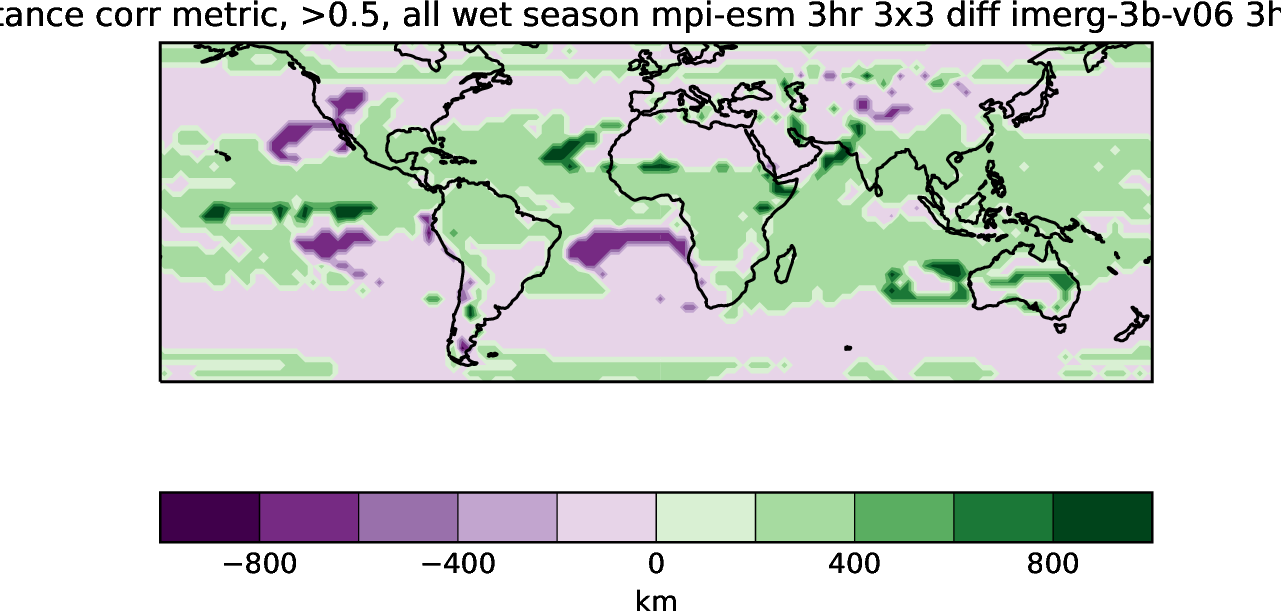 tance corr metric, >0.5, all wet season mpi-esm 3hr 3x3 diff imerg-3b-v06 3h
−800 −400 0 400 800
km